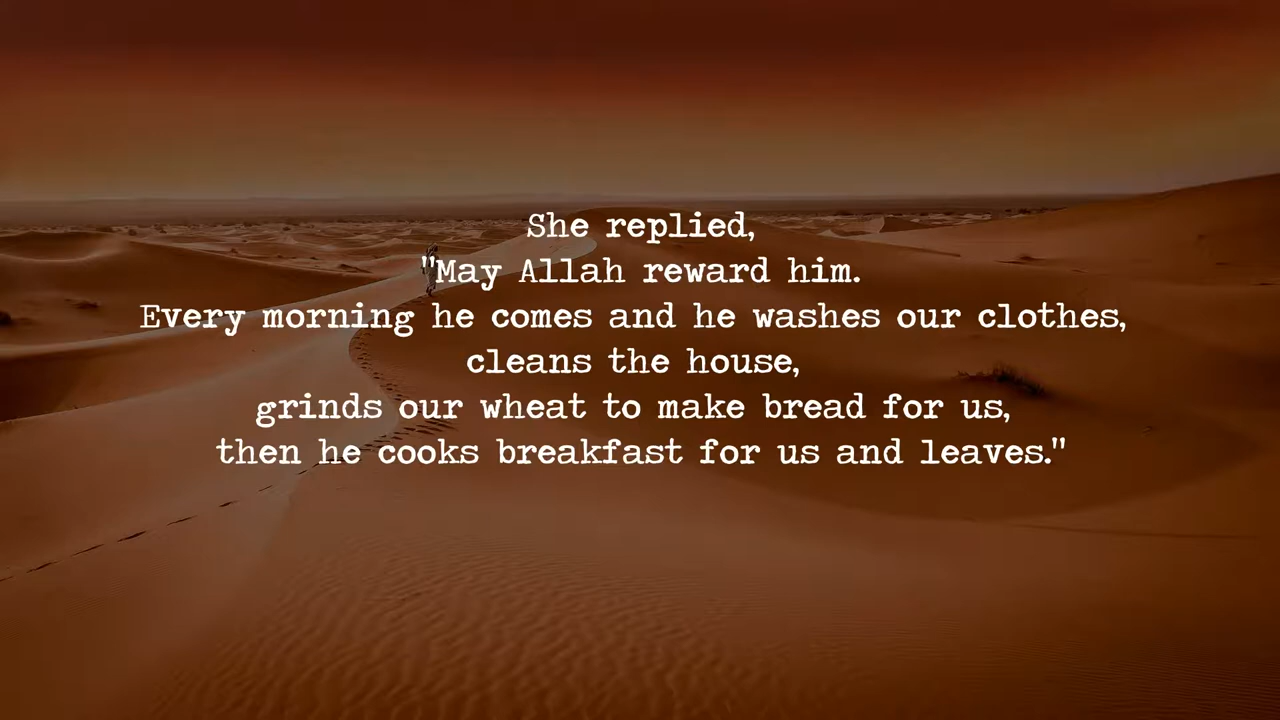 She replied,
"May Allah reward him.
Every morning he comes and he washes our clothes,
cleans the house,
grinds our wheat to make bread for us,
then he cooks breakfast for us and leaves."